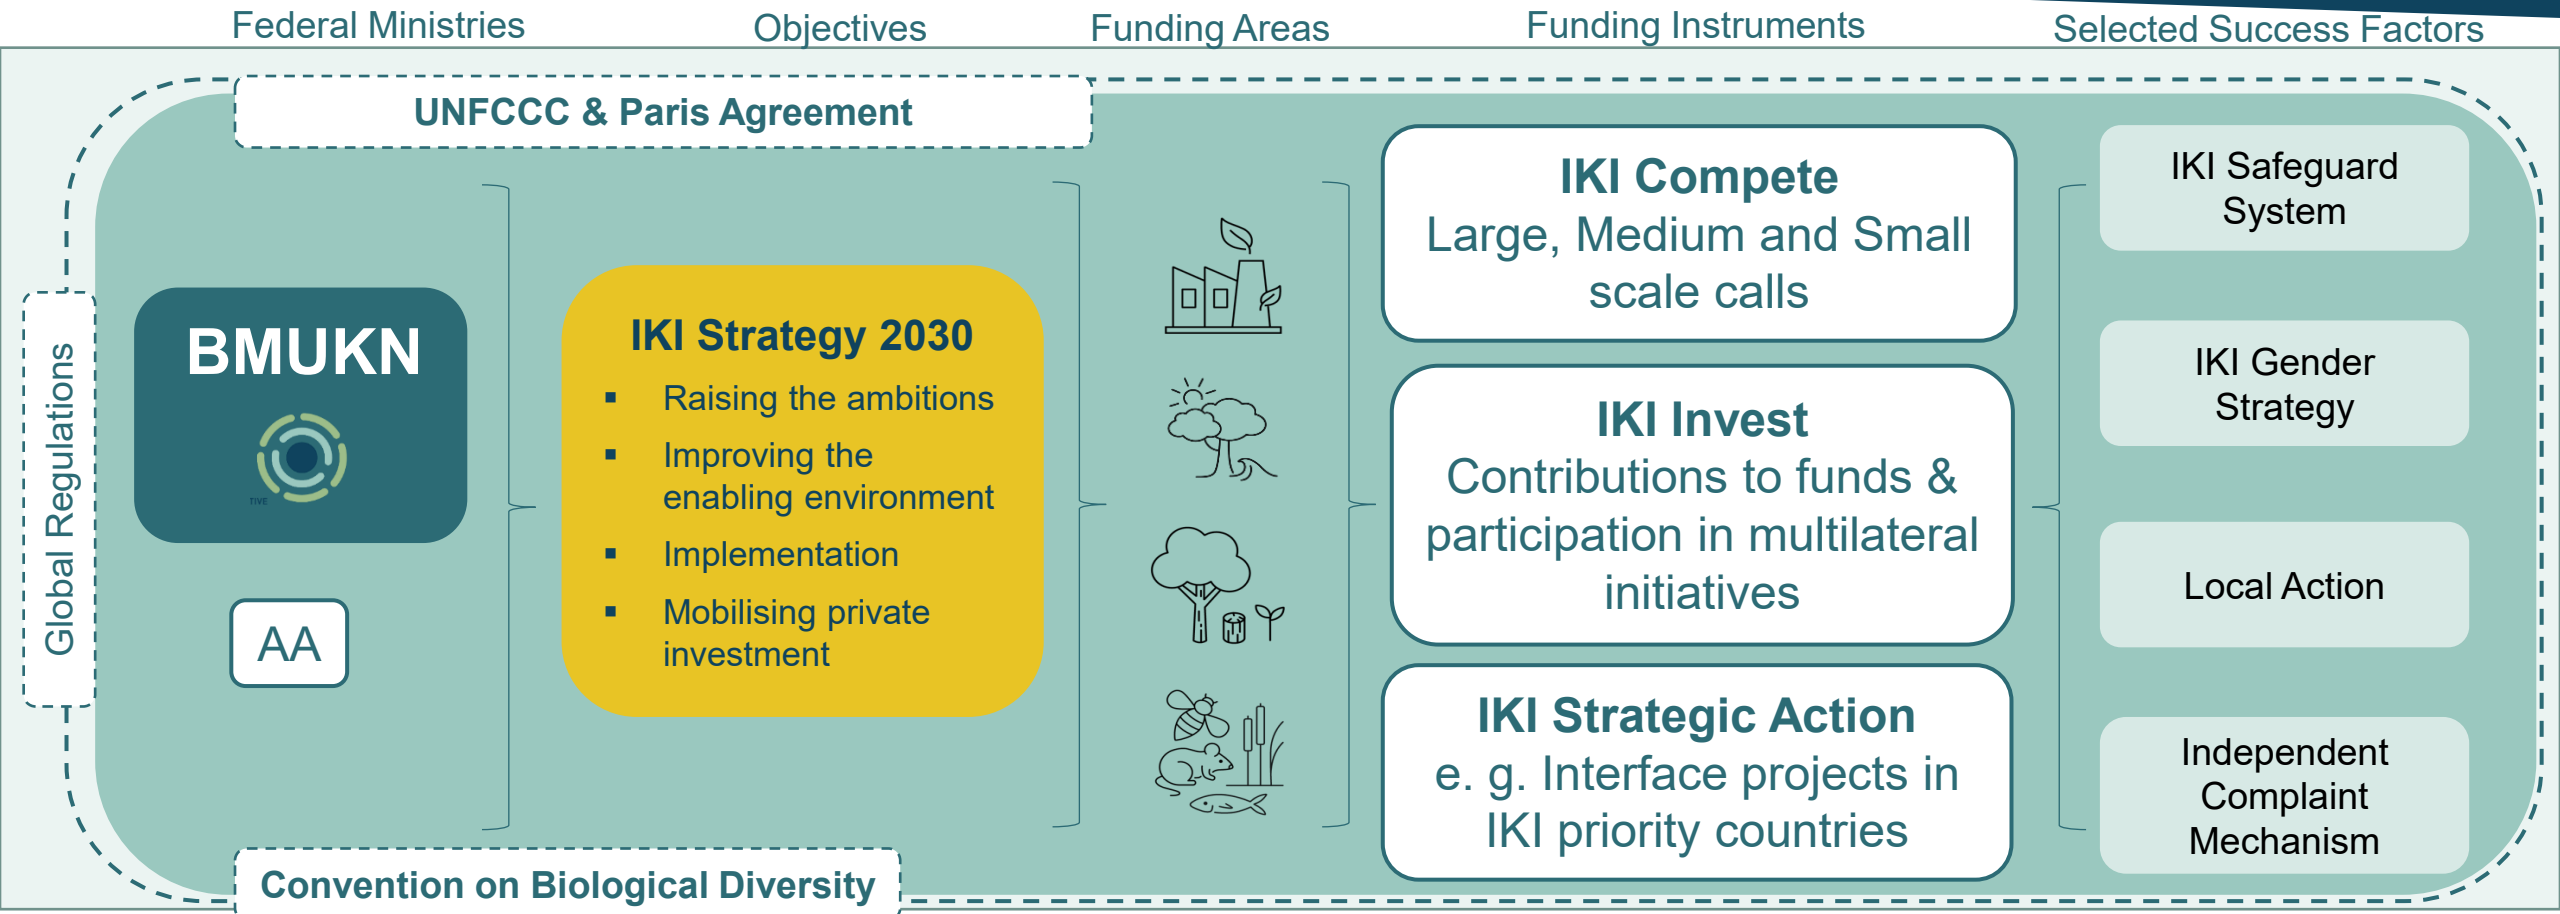 Federal Ministries
Objectives
Funding Areas
Funding Instruments
Selected Success Factors
UNFCCC & Paris Agreement
Global Regulations
BMUKN
TIVE
AA
IKI Strategy 2030
▪ Raising the ambitions
▪ Improving the
enabling environment
▪ Implementation
▪ Mobilising private
investment
IKI Compete
Large, Medium and Small
scale calls
IKI Invest
Contributions to funds &
participation in multilateral
initiatives
IKI Strategic Action
e. g. Interface projects in
IKI priority countries
IKI Safeguard
System
IKI Gender
Strategy
Local Action
Independent
Complaint
Mechanism
Convention on Biological Diversity